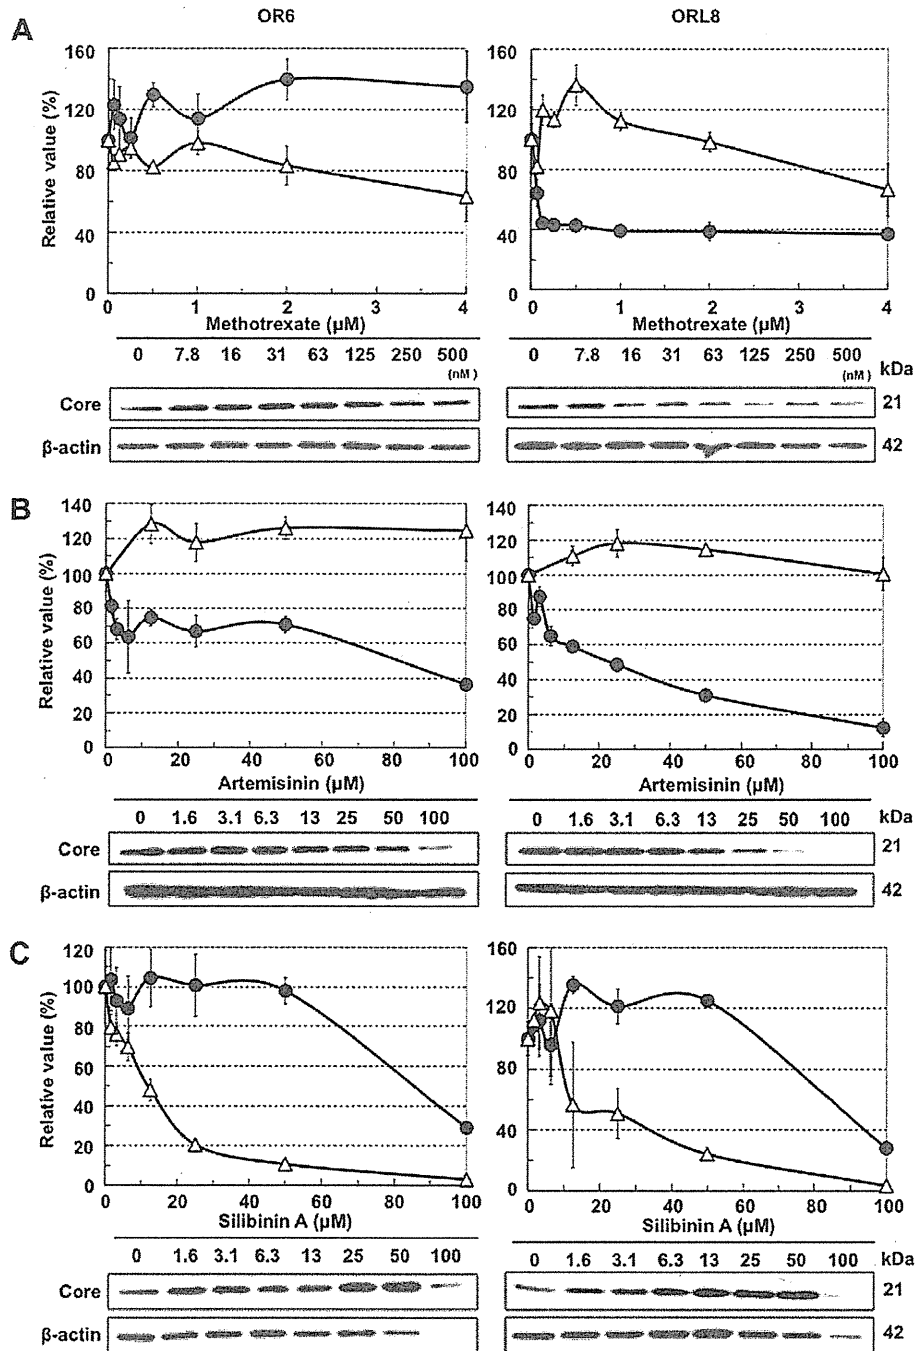 OR6 ORL8
A
160 160
120 120
80 80
40 40
0 0
Relative value (%)
0 1 2 3 4 0 1 2 3 4
Methotrexate (µM) Methotrexate (µM)
0 7.8 16 31 63 125 250 500 0 7.8 16 31 63 125 250 500
(nM) (nM) kDa
Core 21
β-actin 42
B
140 140
120 120
100 100
80 80
60 60
40 40
20 20
0 0
Relative value (%)
0 20 40 60 80 100 0 20 40 60 80 100
Artemisinin (µM) Artemisinin (µM)
0 1.6 3.1 6.3 13 25 50 100 0 1.6 3.1 6.3 13 25 50 100 kDa
Core 21
β-actin 42
C
120 160
100 120
80 80
60 40
40 0
20
0
Relative value (%)
0 20 40 60 80 100 0 20 40 60 80 100
Silibinin A (µM) Silibinin A (µM)
0 1.6 3.1 6.3 13 25 50 100 0 1.6 3.1 6.3 13 25 50 100 kDa
Core 21
β-actin 42